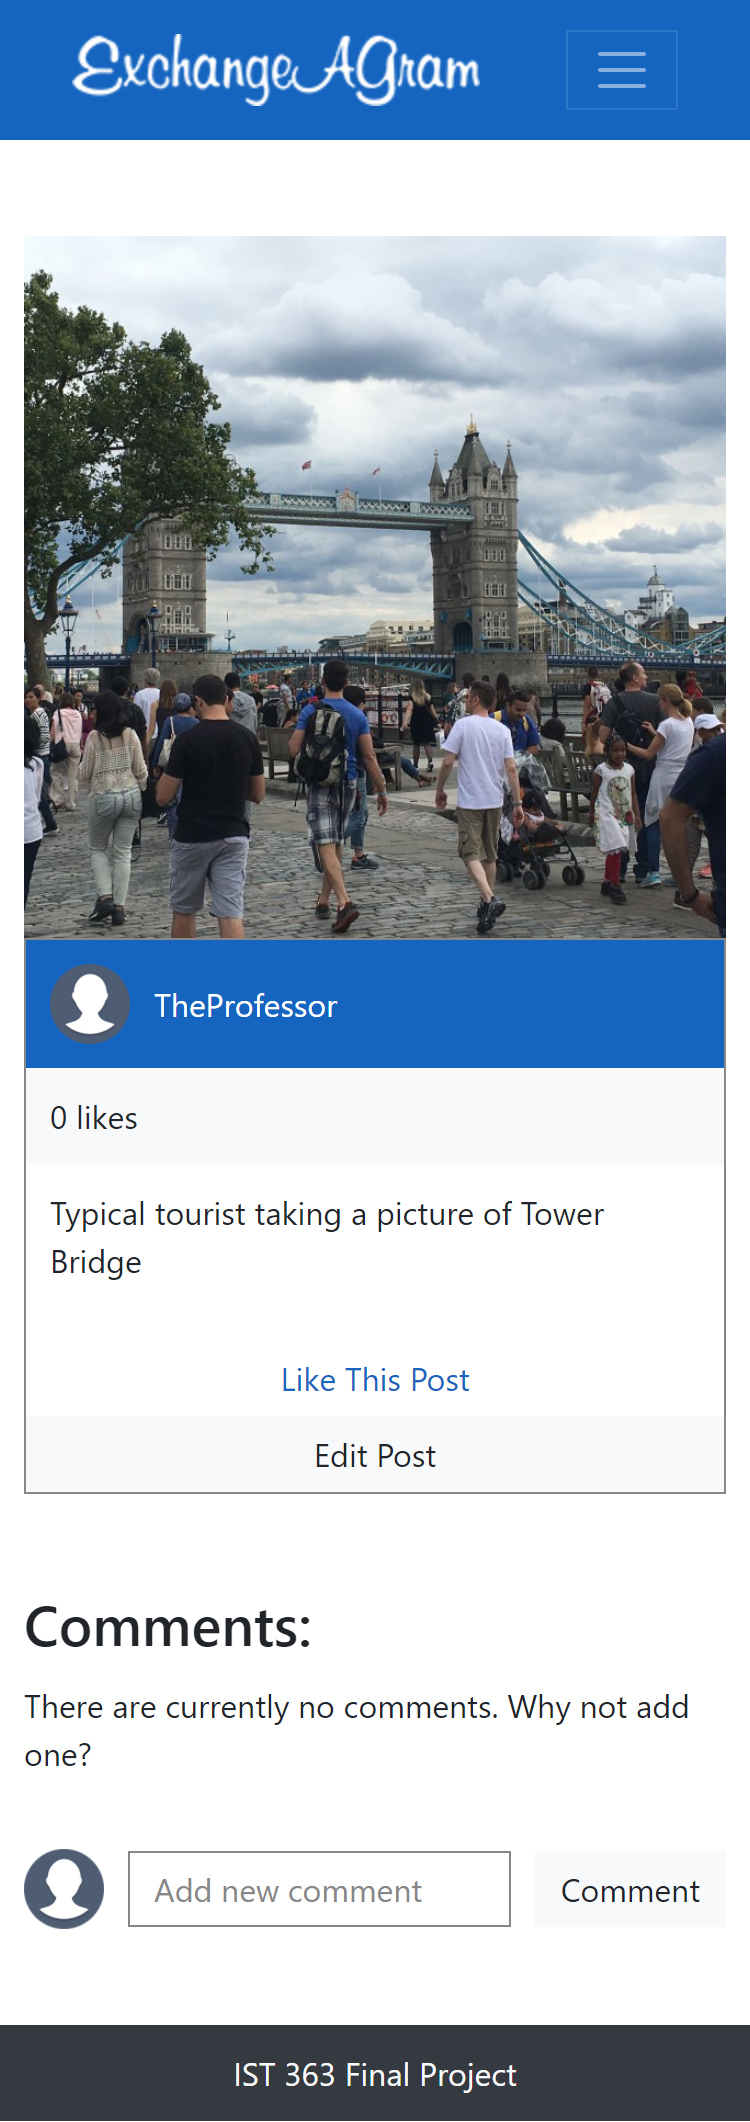 ExchangeAGram
TheProfessor
0 likes
Typical tourist taking a picture of Tower
Bridge
Like This Post
Edit Post
Comments:
There are currently no comments. Why not add
one?
Add new comment
Comment
IST 363 Final Project